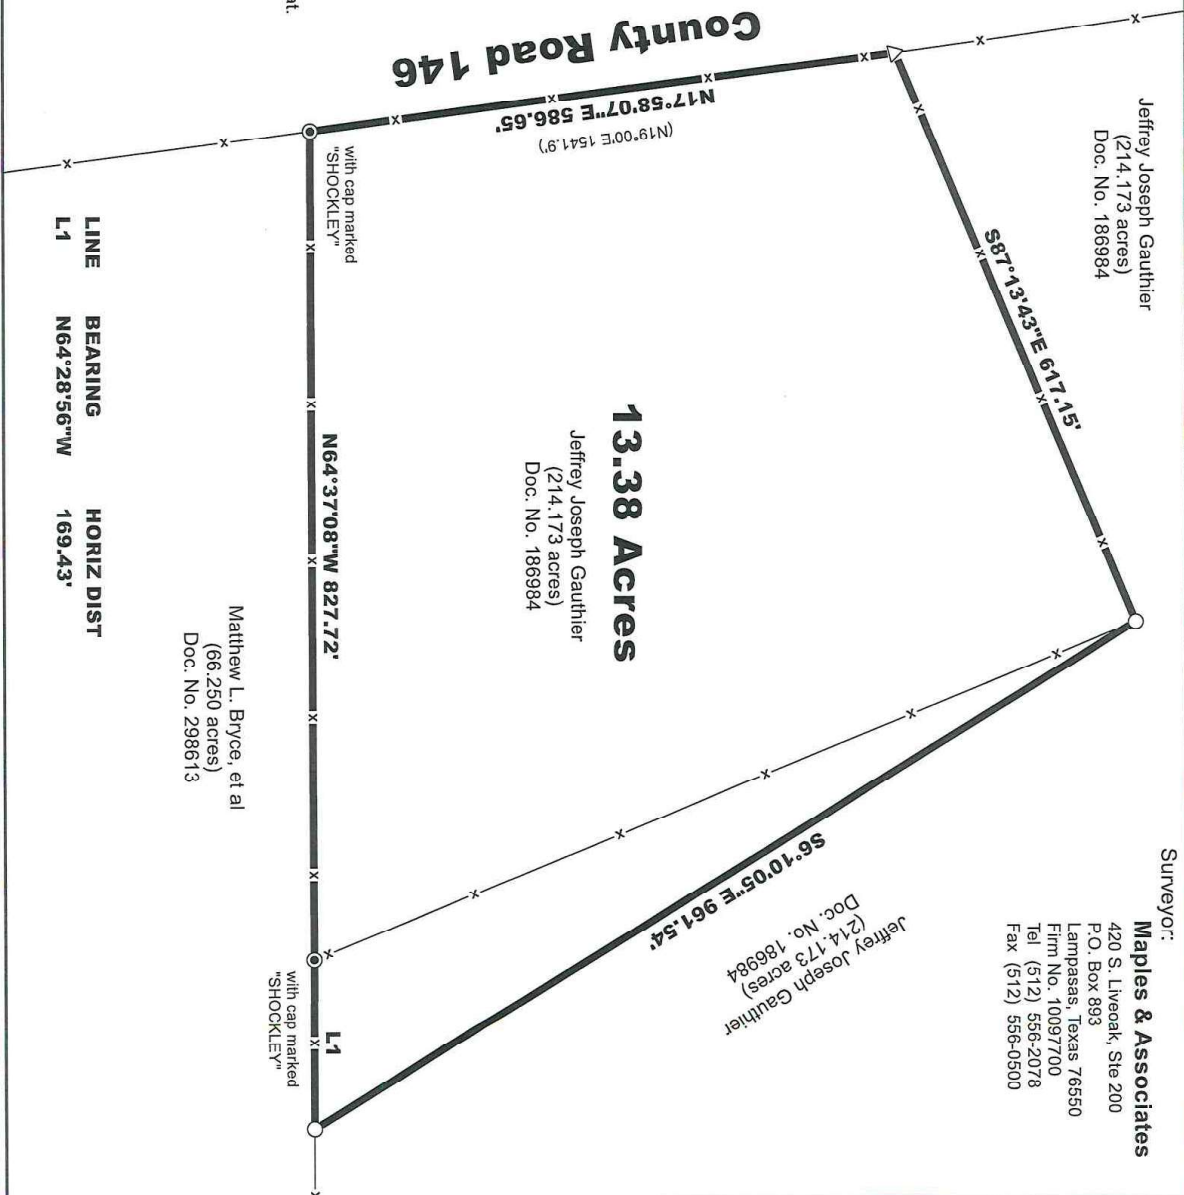 Surveyor:
Maples & Associates
420 S. Liveoak, Ste 200
P.O. Box 893
Lampasas, Texas 76550
Firm No. 10097700
Tel (512) 556-2078
Fax (512) 556-0500
Jeffrey Joseph Gauthier
(214.173 acres)
Doc. No. 186984
S87°13'43"E 617.15'
County Road 146
N17°58'07"E 586.65'
(N19°00'E 1541.9')
13.38 Acres
Jeffrey Joseph Gauthier
(214.173 acres)
Doc. No. 186984
S6°10'05"E 961.54'
Jeffrey Joseph Gauthier
(214.173 acres)
Doc. No. 186984
with cap marked
"SHOCKLEY"
N64°37'08"W 827.72'
L1
with cap marked
"SHOCKLEY"
Matthew L. Bryce, et al
(66.250 acres)
Doc. No. 298613
LINE BEARING HORIZ DIST
L1 N64°28'56"W 169.43'